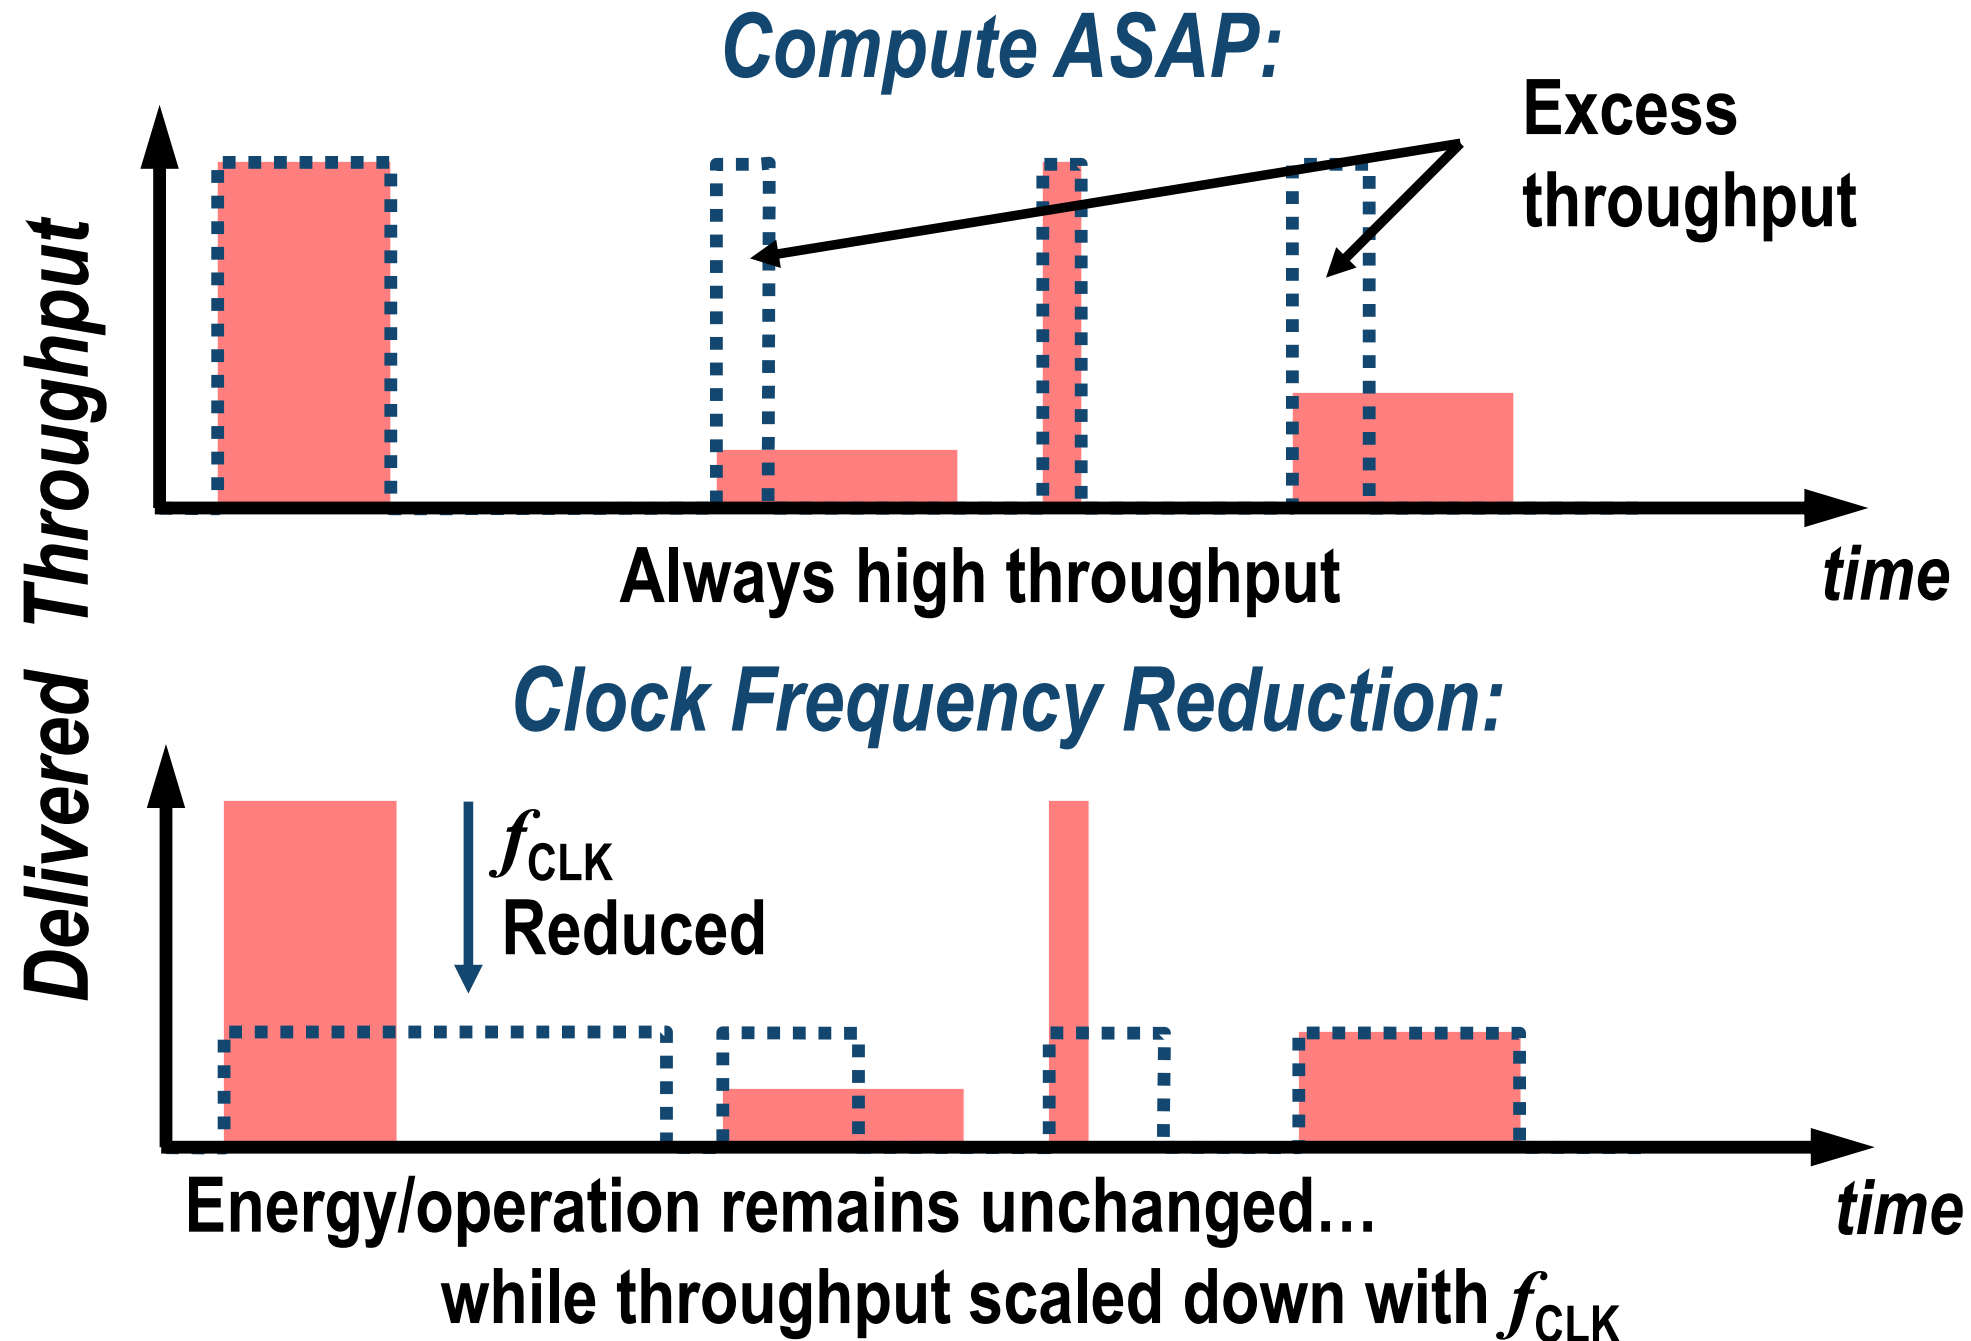 Compute ASAP:
Excess
throughput
Delivered Throughput
Always high throughput
time
Clock Frequency Reduction:
fCLK
Reduced
Energy/operation remains unchanged…
time
while throughput scaled down with fCLK